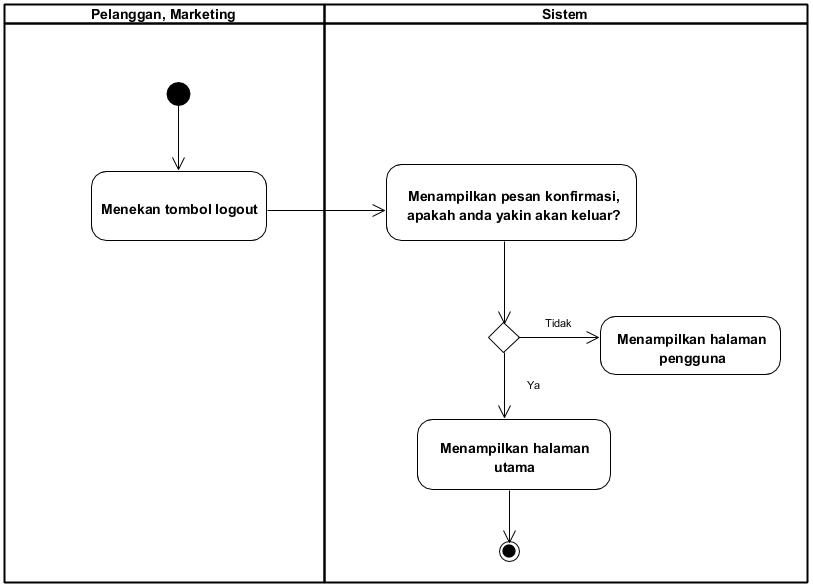 Pelanggan, Marketing
Sistem
Menekan tombol logout
Menampilkan pesan konfirmasi,
apakah anda yakin akan keluar?
Tidak
Menampilkan halaman
pengguna
Ya
Menampilkan halaman
utama